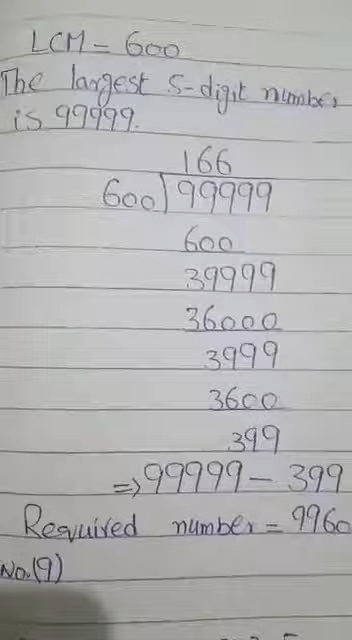 LCM = 600
The largest 5-digit number
is 99999.
166
600)99999
600
39999
36000
3999
3600
399
⇒ 99999 - 399
Required number = 9960
No.(9)